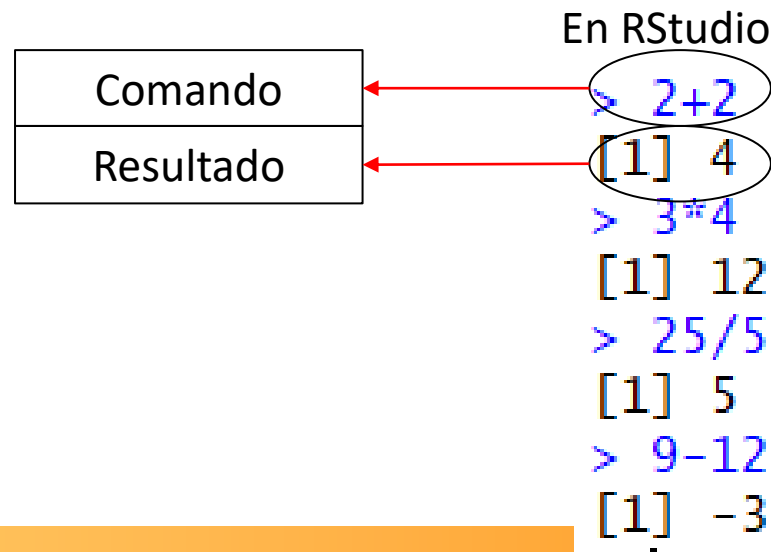 En RStudio
Comando
Resultado
> 2+2
[1] 4
> 3*4
[1] 12
> 25/5
[1] 5
> 9-12
[1] -3